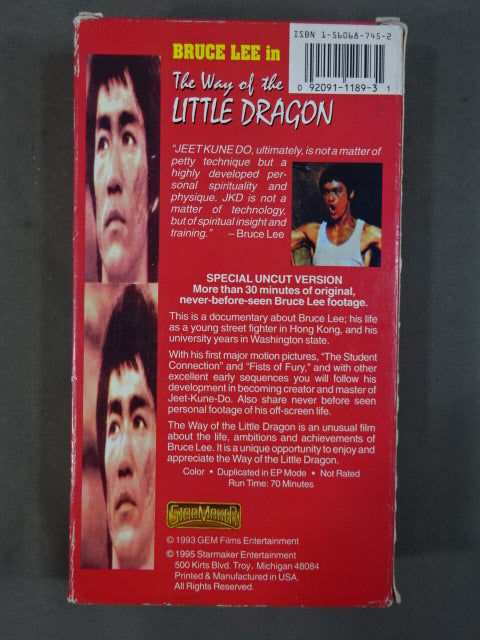 ISBN 1-56068-745-2
0 92091-1189-3 1
BRUCE LEE in
The Way of the
LITTLE DRAGON
"JEET KUNE DO, ultimately, is not a matter of
petty technique but a
highly developed per-
sonal spirituality and
physique. JKD is not a
matter of technology,
but of spiritual insight and
training." – Bruce Lee
SPECIAL UNCUT VERSION
More than 30 minutes of original,
never-before-seen Bruce Lee footage.
This is a documentary about Bruce Lee; his life
as a young street fighter in Hong Kong, and his
university years in Washington state.
With his first major motion pictures, "The Student
Connection" and "Fists of Fury," and with other
excellent early sequences you will follow his
development in becoming creator and master of
Jeet-Kune-Do. Also share never before seen
personal footage of his off-screen life.
The Way of the Little Dragon is an unusual film
about the life, ambitions and achievements of
Bruce Lee. It is a unique opportunity to enjoy and
appreciate the Way of the Little Dragon.
Color • Duplicated in EP Mode • Not Rated
Run Time: 70 Minutes
STARMAKER
© 1993 GEM Films Entertainment
© 1995 Starmaker Entertainment
500 Kirts Blvd. Troy, Michigan 48084
Printed & Manufactured in USA.
All Rights Reserved.